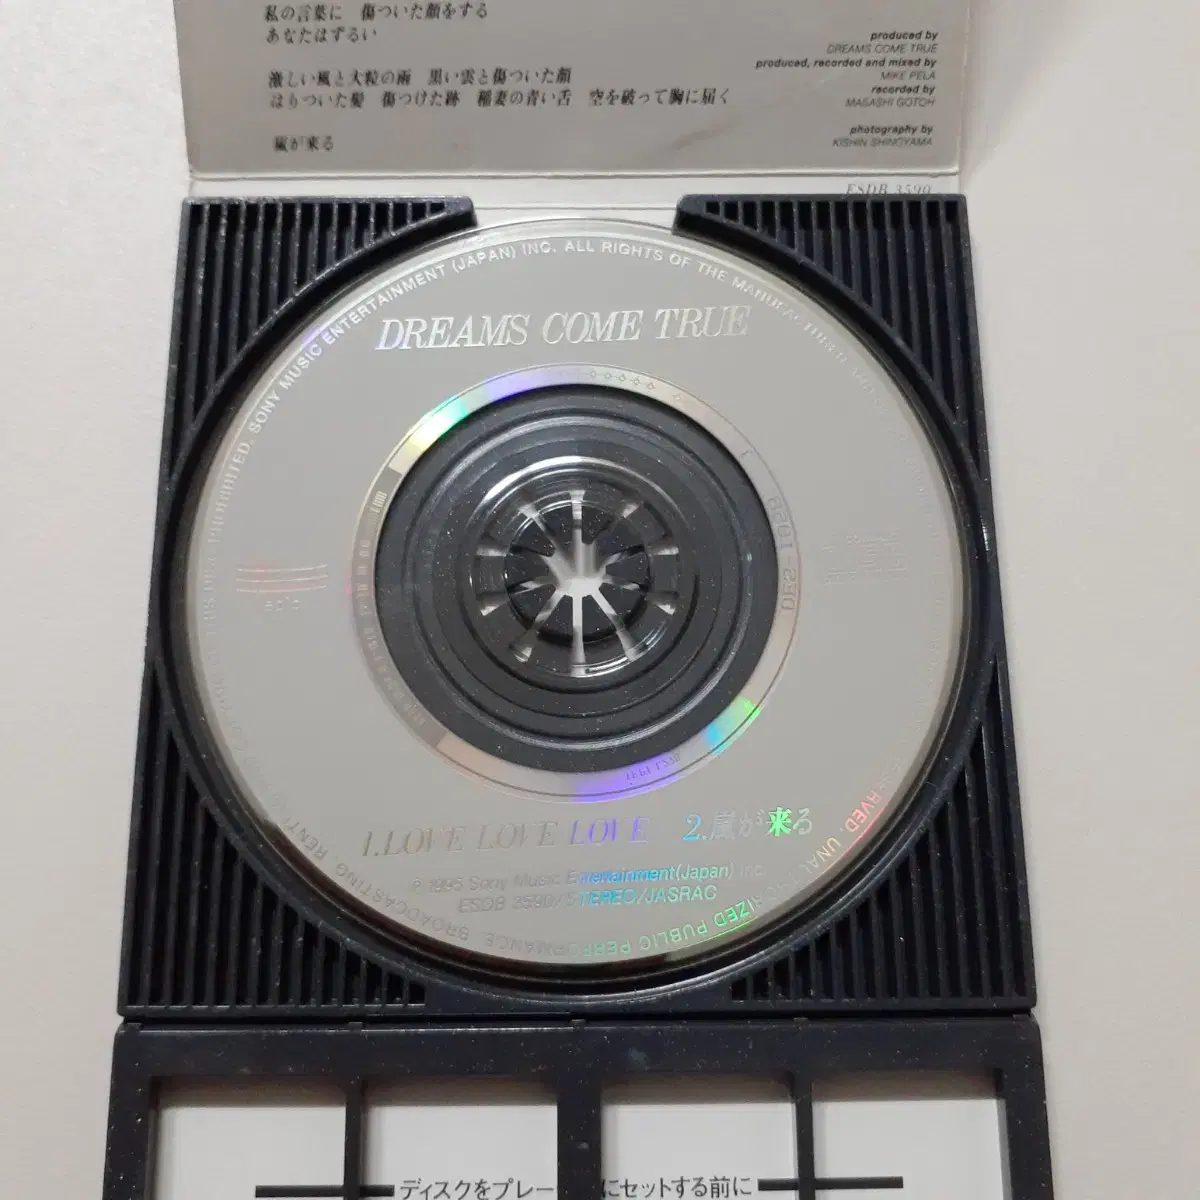 私の言葉に　傷ついた顔をする
あなたはずるい
激しい風と大粒の雨　黒い雲と傷ついた顔
はりついた髪　傷つけた跡　稲妻の青い舌　空を破って胸に届く
嵐が来る
produced by
DREAMS COME TRUE
produced, recorded and mixed by
MIKE PELA
recorded by
MASASHI GOTOH
photography by
KISHIN SHINOYAMA
ESDB 3590
SONY MUSIC ENTERTAINMENT (JAPAN) INC. ALL RIGHTS OF THE MANUFACTURER
RESERVED. UNAUTHORIZED PUBLIC PERFORMANCE, BROADCASTING, RENTING
THIS DISC PROHIBITED.
DREAMS COME TRUE
epic
1.LOVE LOVE LOVE　2.嵐が来る
℗ 1995 Sony Music Entertainment(Japan) Inc.
ESDB 3590/STEREO/JASRAC
ディスクをプレー
にセットする前に